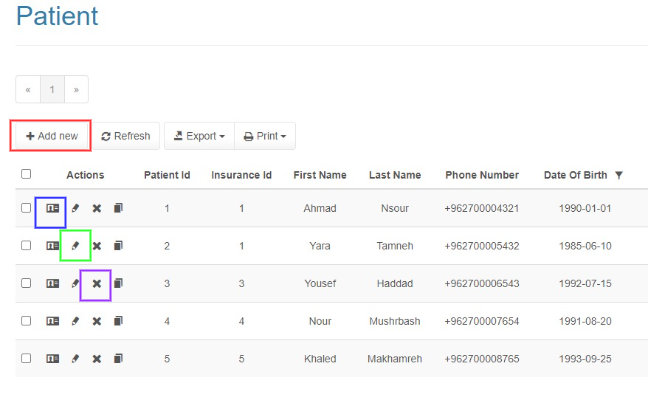 Patient
« 1 »
Add new Refresh Export Print
Actions Patient Id Insurance Id First Name Last Name Phone Number Date Of Birth
1 1 Ahmad Nsour +962700004321 1990-01-01
2 1 Yara Tamneh +962700005432 1985-06-10
3 3 Yousef Haddad +962700006543 1992-07-15
4 4 Nour Mushrbash +962700007654 1991-08-20
5 5 Khaled Makhamreh +962700008765 1993-09-25